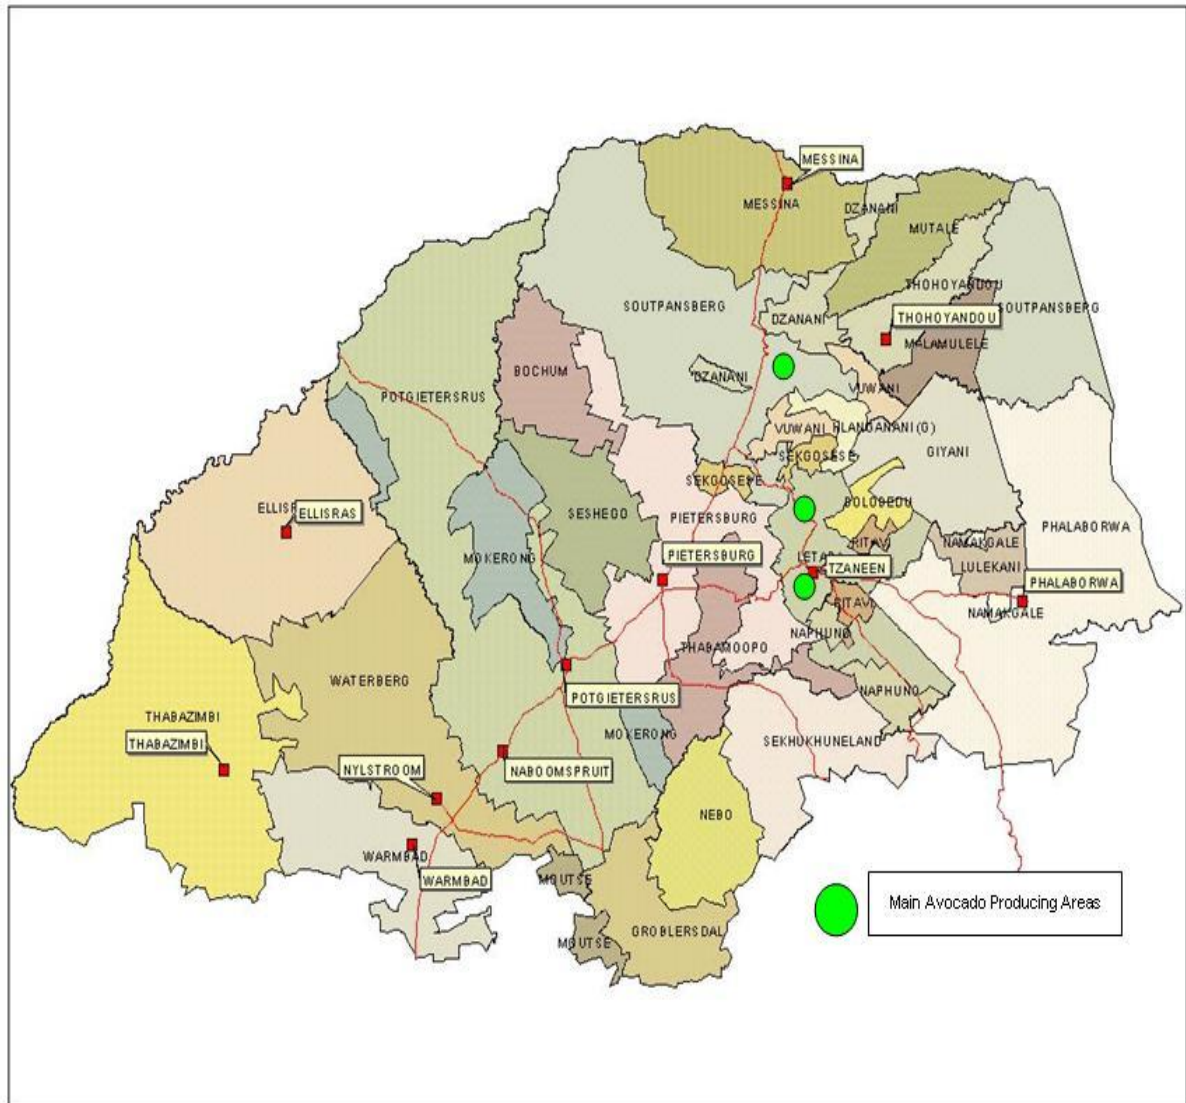 MESSINA
MESSINA
DZANANI
MUTALE
THOHOYANDOU
SOUTPANSBERG
SOUTPANSBERG
DZANANI
THOHOYANDOU
MALAMULELE
BOCHUM
DZANANI
VUWANI
POTGIETERSRUS
VUWANI
HLANGANANI(G)
SEKGOSESE
GIYANI
SEKGOSESE
BOLOBEDU
ELLISRAS
SESHEGO
PIETERSBURG
PHALABORWA
MOKERONG
RITAVI
NAMAKGALE
PIETERSBURG
TZANEEN
LULEKANI
PHALABORWA
RITAVI
NAMAKGALE
NAPHUNO
THABAMOOPO
WATERBERG
POTGIETERSRUS
NAPHUNO
THABAZIMBI
MOKERONG
SEKHUKHUNELAND
THABAZIMBI
NYLSTROOM
NABOOMSPRUIT
NEBO
WARMBAD
WARMBAD
MOUTSE
Main Avocado Producing Areas
GROBLERSDAL
MOUTSE